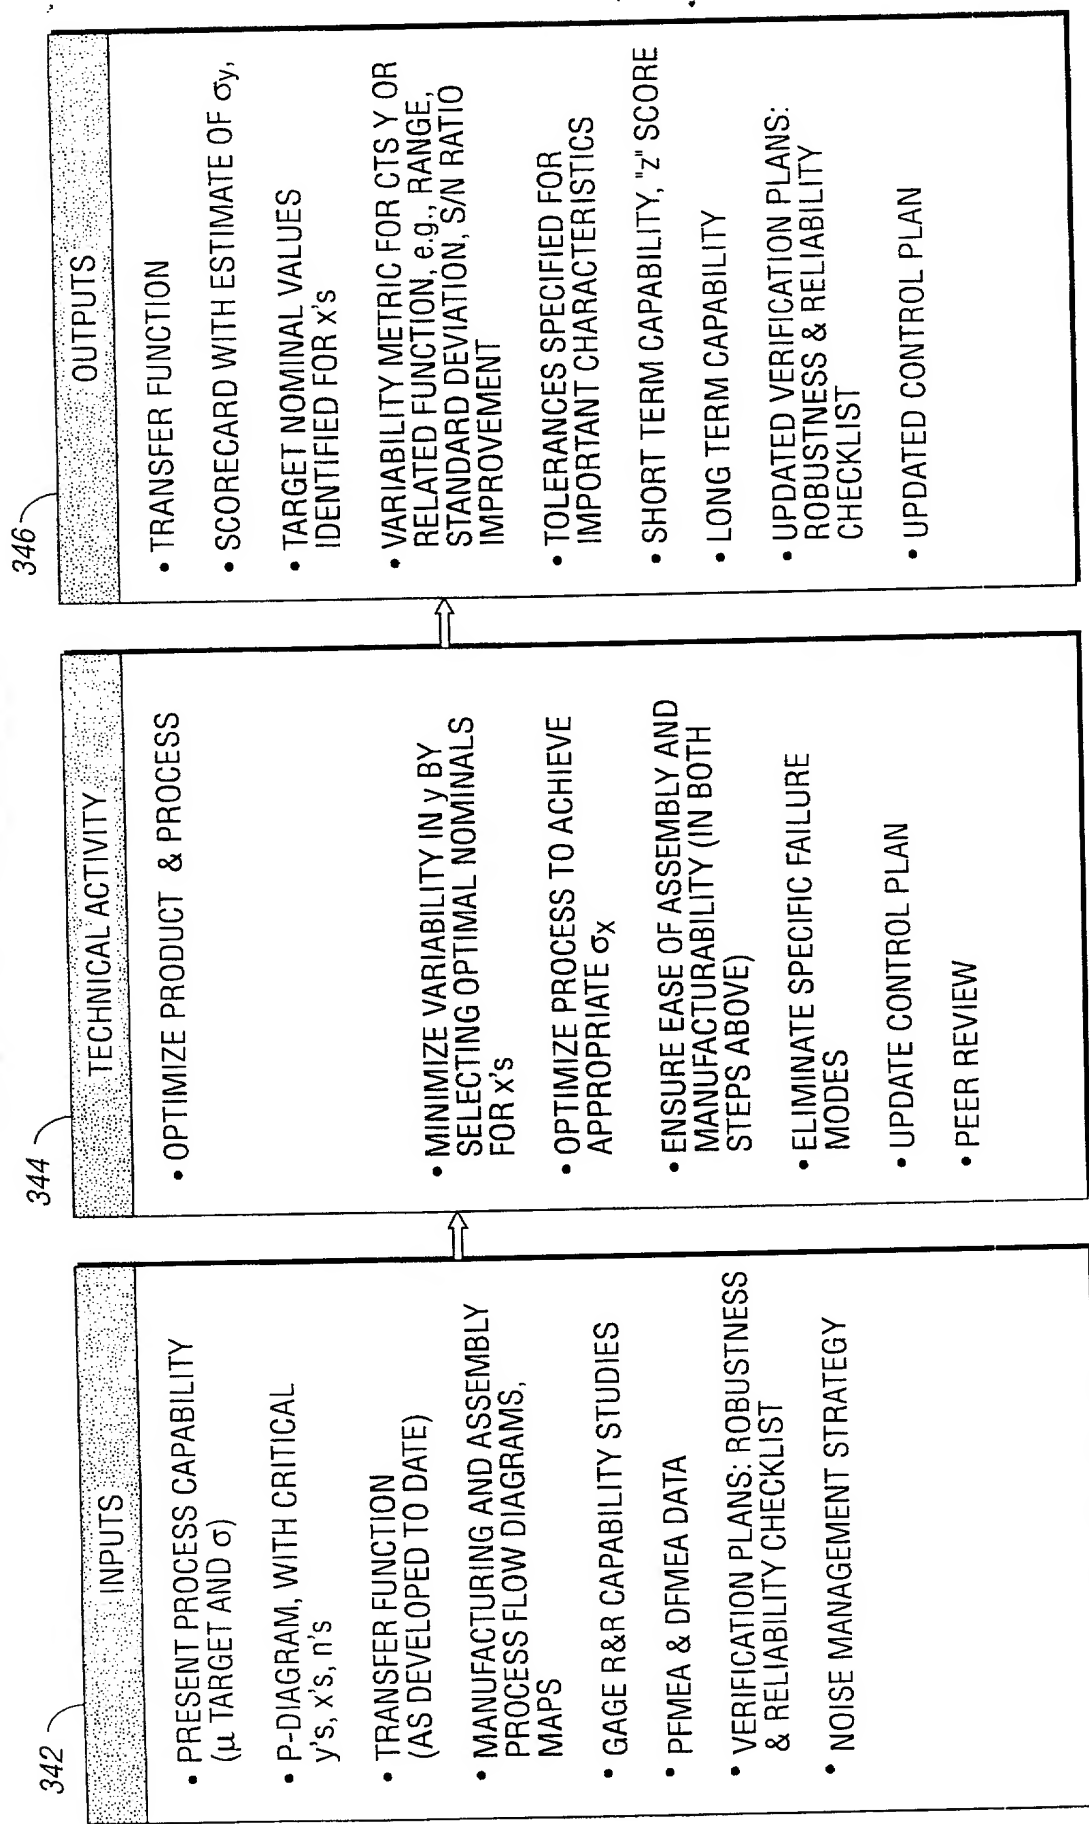 342
INPUTS
• PRESENT PROCESS CAPABILITY
(μ TARGET AND σ)
• P-DIAGRAM, WITH CRITICAL
y's, x's, n's
• TRANSFER FUNCTION
(AS DEVELOPED TO DATE)
• MANUFACTURING AND ASSEMBLY
PROCESS FLOW DIAGRAMS,
MAPS
• GAGE R&R CAPABILITY STUDIES
• PFMEA & DFMEA DATA
• VERIFICATION PLANS: ROBUSTNESS
& RELIABILITY CHECKLIST
• NOISE MANAGEMENT STRATEGY
344
TECHNICAL ACTIVITY
• OPTIMIZE PRODUCT & PROCESS
• MINIMIZE VARIABILITY IN y BY
SELECTING OPTIMAL NOMINALS
FOR x's
• OPTIMIZE PROCESS TO ACHIEVE
APPROPRIATE σx
• ENSURE EASE OF ASSEMBLY AND
MANUFACTURABILITY (IN BOTH
STEPS ABOVE)
• ELIMINATE SPECIFIC FAILURE
MODES
• UPDATE CONTROL PLAN
• PEER REVIEW
346
OUTPUTS
• TRANSFER FUNCTION
• SCORECARD WITH ESTIMATE OF σy,
• TARGET NOMINAL VALUES
IDENTIFIED FOR x's
• VARIABILITY METRIC FOR CTS Y OR
RELATED FUNCTION, e.g., RANGE,
STANDARD DEVIATION, S/N RATIO
IMPROVEMENT
• TOLERANCES SPECIFIED FOR
IMPORTANT CHARACTERISTICS
• SHORT TERM CAPABILITY, "z" SCORE
• LONG TERM CAPABILITY
• UPDATED VERIFICATION PLANS:
ROBUSTNESS & RELIABILITY
CHECKLIST
• UPDATED CONTROL PLAN